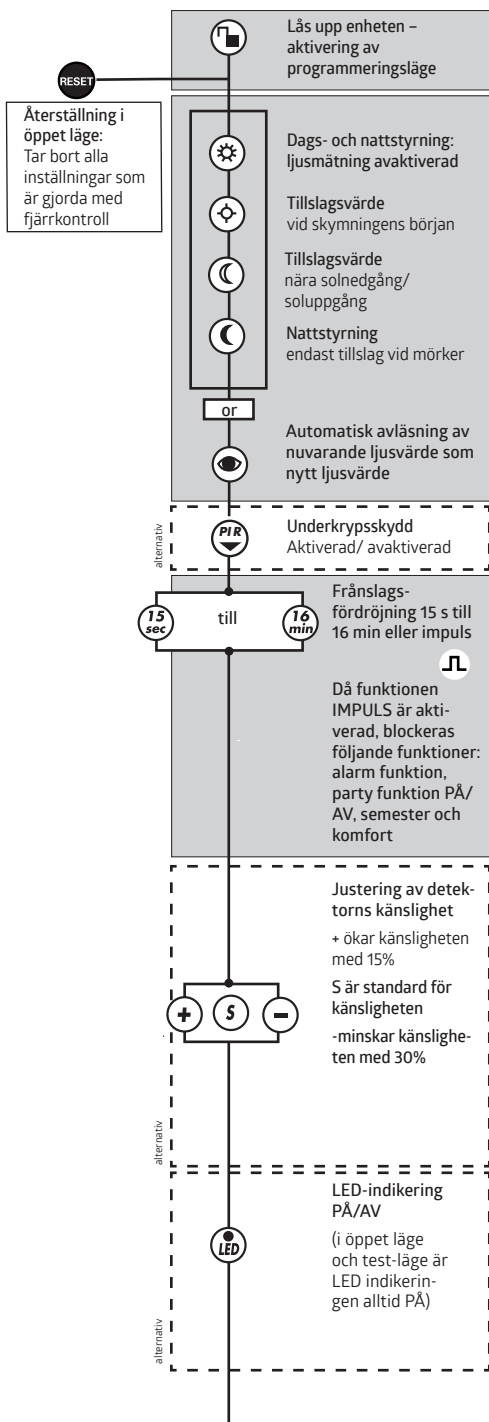 Lås upp enheten –
aktivering av
programmeringsläge
RESET
Återställning i
öppet läge:
Tar bort alla
inställningar som
är gjorda med
fjärrkontroll
Dags- och nattstyrning:
ljusmätning avaktiverad
Tillslagsvärde
vid skymningens början
Tillslagsvärde
nära solnedgång/
soluppgång
Nattstyrning
endast tillslag vid mörker
or
Automatisk avläsning av
nuvarande ljusvärde som
nytt ljusvärde
alternativ
PIR
Underkrypsskydd
Aktiverad/ avaktiverad
15
sec
till
16
min
Frånslags-
fördröjning 15 s till
16 min eller impuls
Då funktionen
IMPULS är akti-
verad, blockeras
följande funktioner:
alarm funktion,
party funktion PÅ/
AV, semester och
komfort
Justering av detek-
torns känslighet
+ ökar känsligheten
med 15%
S är standard för
känsligheten
-minskar känslighe-
ten med 30%
+ S -
alternativ
LED-indikering
PÅ/AV
(i öppet läge
och test-läge är
LED indikerin-
gen alltid PÅ)
LED
alternativ